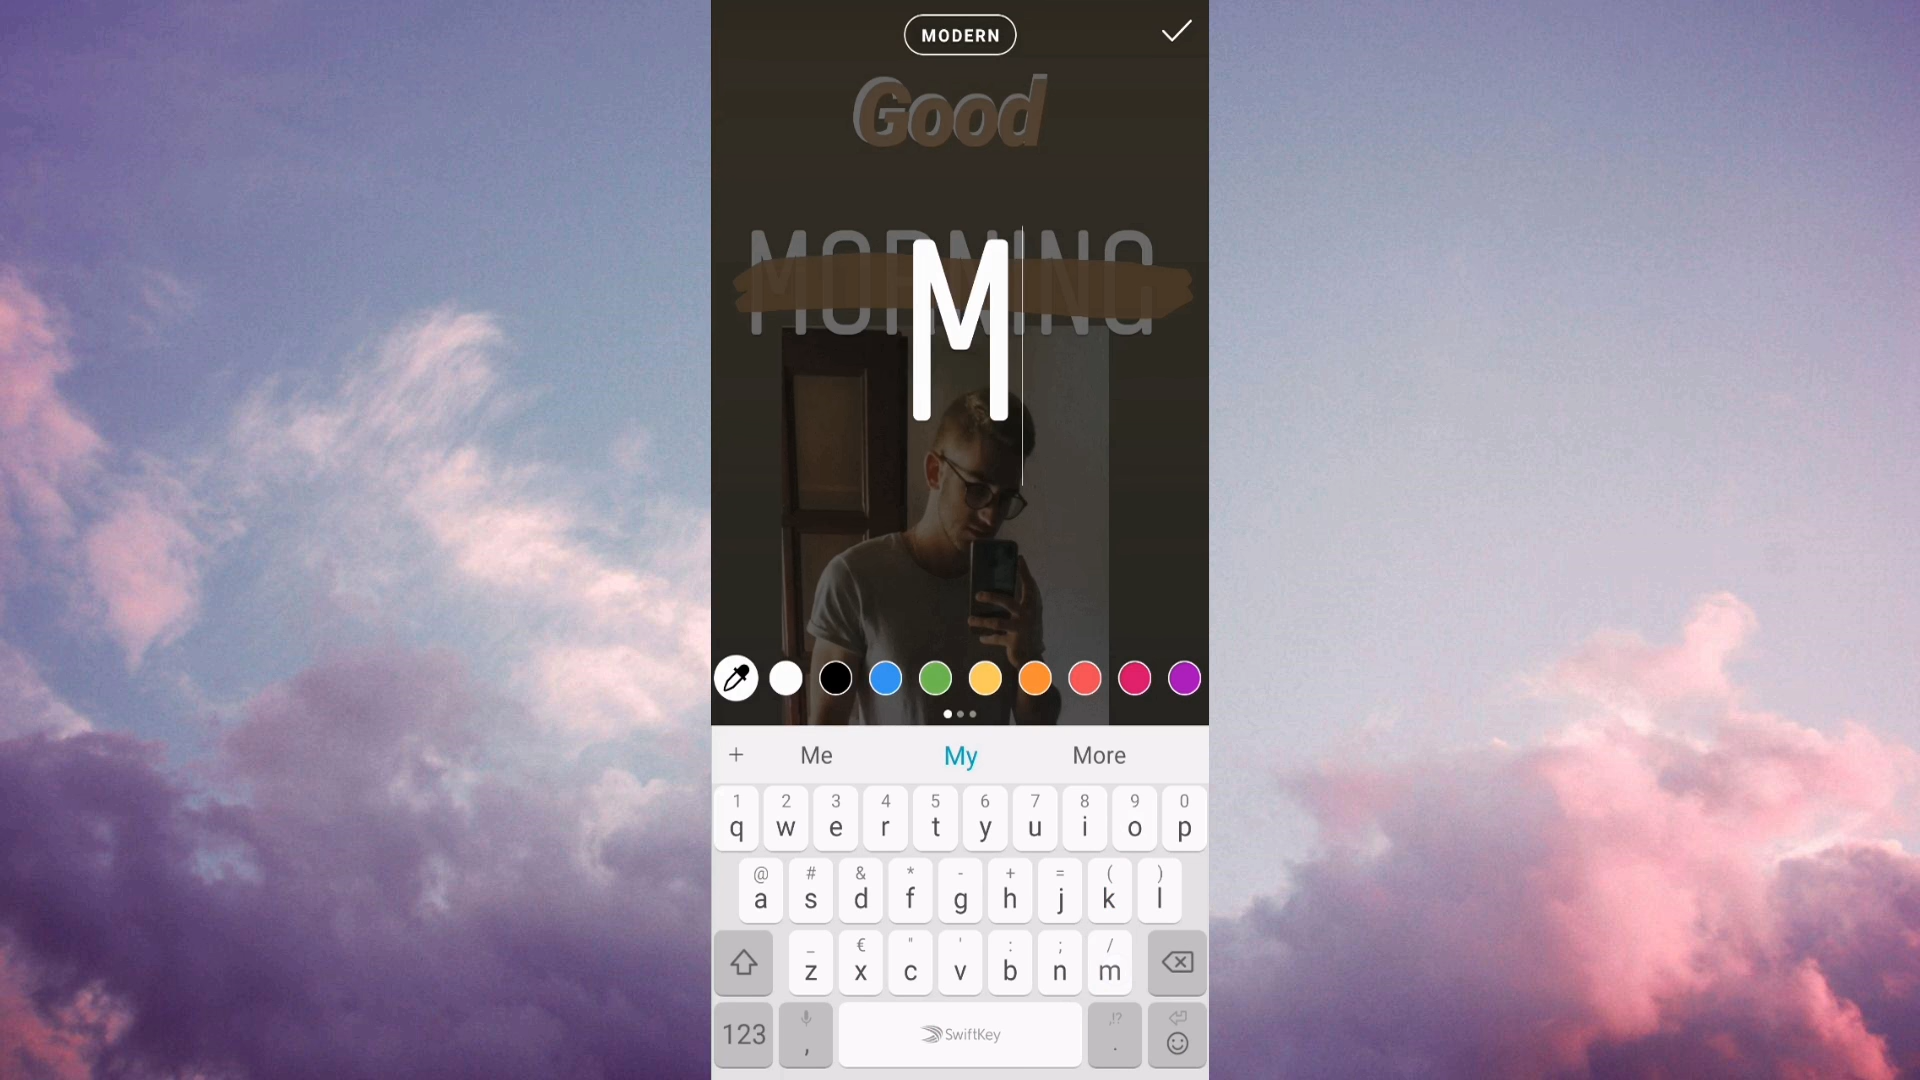 MODERN
Good
MORNING
M
+ Me My More
1 2 3 4 5 6 7 8 9 0
q w e r t y u i o p
@ # & * - + = ( )
a s d f g h j k l
_ € " ' : ; /
z x c v b n m
,!?
123 , SwiftKey .